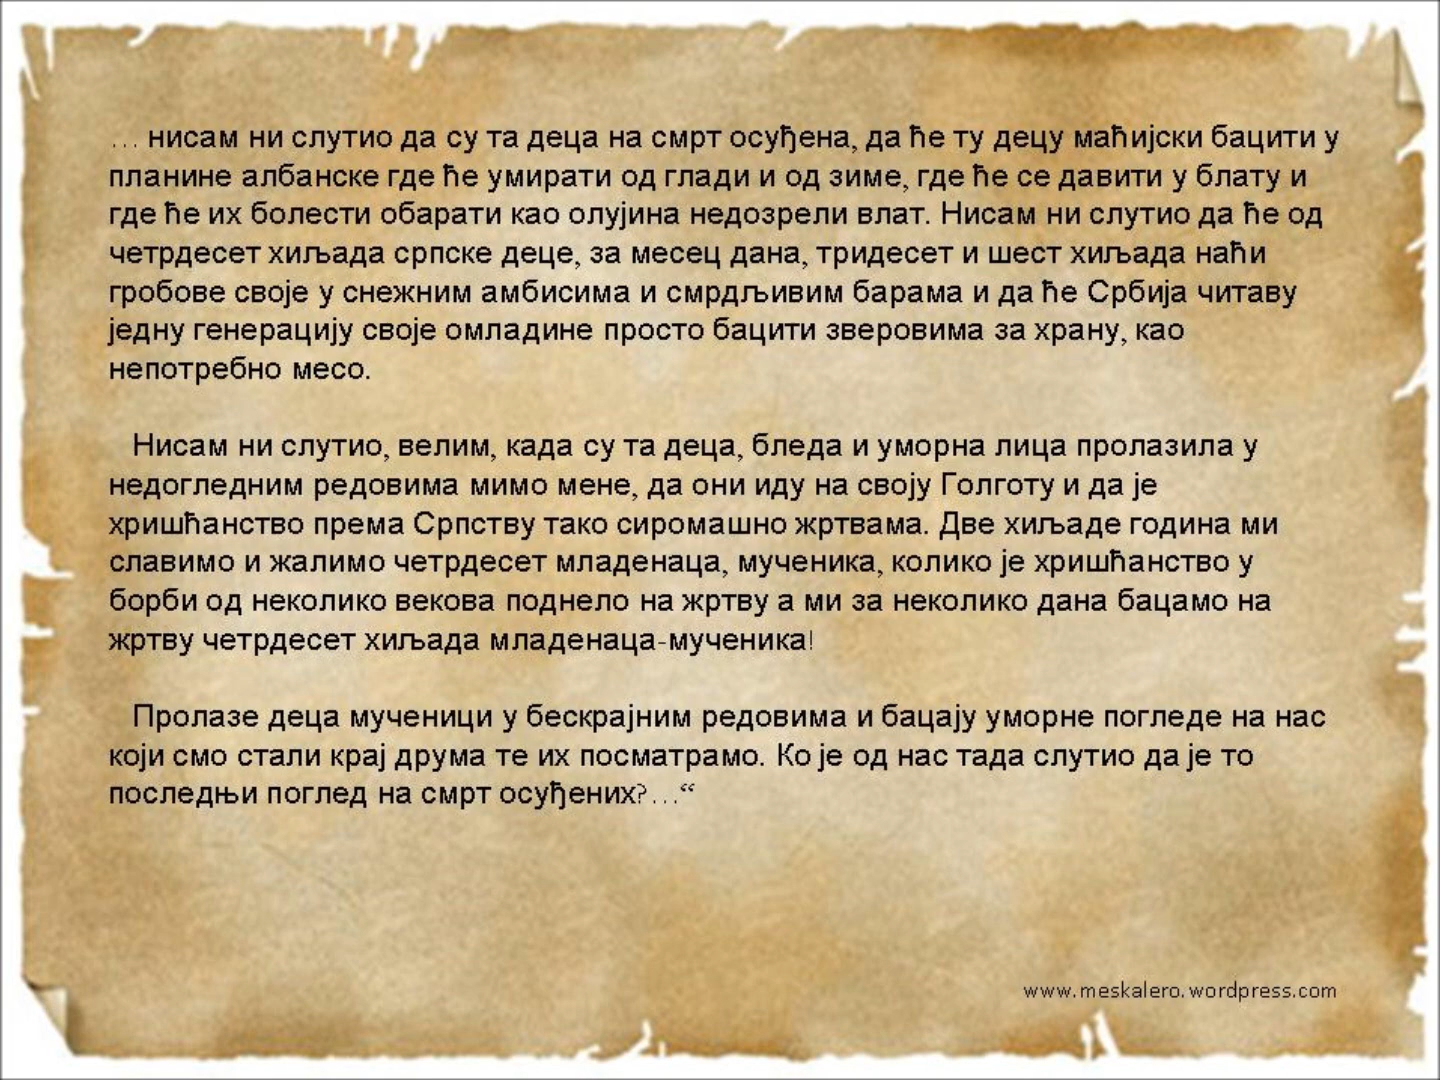 ... нисам ни слутио да су та деца на смрт осуђена, да ће ту децу маћијски бацити у
планине албанске где ће умирати од глади и од зиме, где ће се давити у блату и
где ће их болести обарати као олујина недозрели влат. Нисам ни слутио да ће од
четрдесет хиљада српске деце, за месец дана, тридесет и шест хиљада наћи
гробове своје у снежним амбисима и смрдљивим барама и да ће Србија читаву
једну генерацију своје омладине просто бацити зверовима за храну, као
непотребно месо.
Нисам ни слутио, велим, када су та деца, бледа и уморна лица пролазила у
недогледним редовима мимо мене, да они иду на своју Голготу и да је
хришћанство према Српству тако сиромашно жртвама. Две хиљаде година ми
славимо и жалимо четрдесет младенаца, мученика, колико је хришћанство у
борби од неколико векова поднело на жртву а ми за неколико дана бацамо на
жртву четрдесет хиљада младенаца-мученика!
Пролазе деца мученици у бескрајним редовима и бацају уморне погледе на нас
који смо стали крај друма те их посматрамо. Ко је од нас тада слутио да је то
последњи поглед на смрт осуђених?...“
www.meskalero.wordpress.com